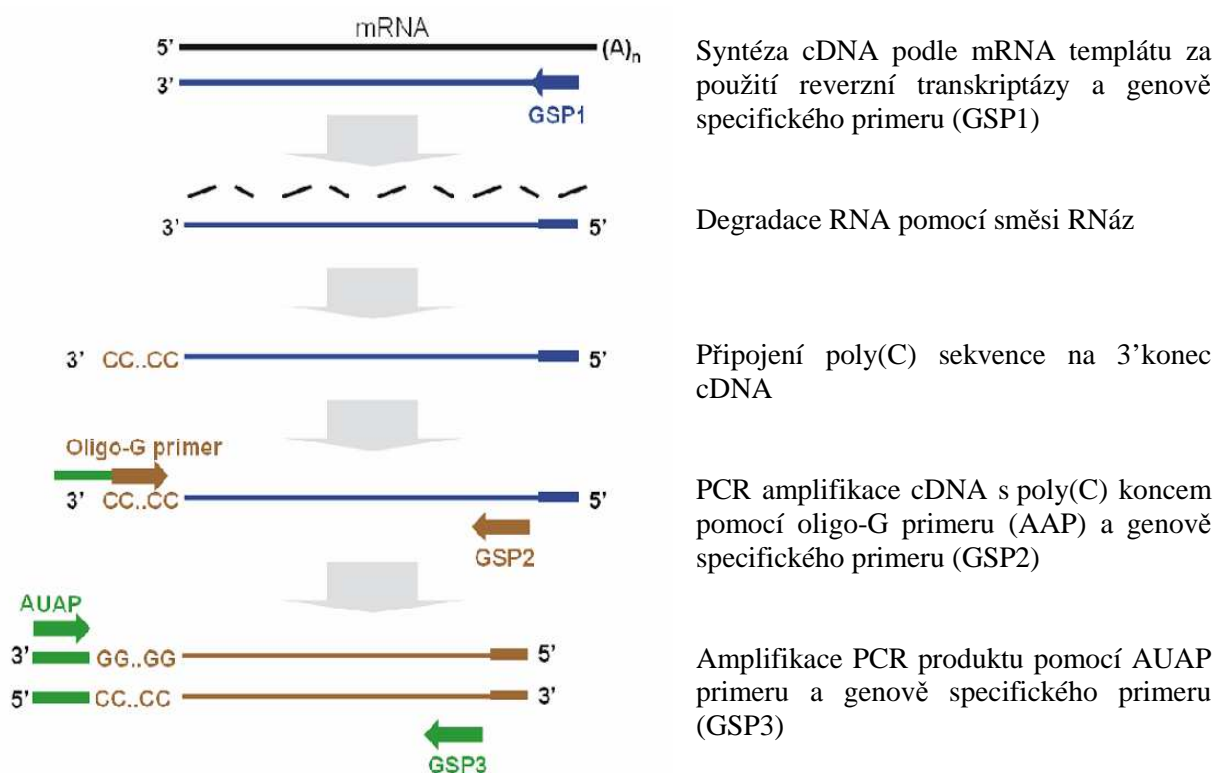 mRNA
5’ (A)n
3’
GSP1
Syntéza cDNA podle mRNA templátu za
použití reverzní transkriptázy a genově
specifického primeru (GSP1)
3’ 5’
Degradace RNA pomocí směsi RNáz
3’ CC..CC 5’
Připojení poly(C) sekvence na 3’konec
cDNA
Oligo-G primer
3’ CC..CC 5’
GSP2
PCR amplifikace cDNA s poly(C) koncem
pomocí oligo-G primeru (AAP) a genově
specifického primeru (GSP2)
AUAP
3’ GG..GG 5’
5’ CC..CC 3’
GSP3
Amplifikace PCR produktu pomocí AUAP
primeru a genově specifického primeru
(GSP3)